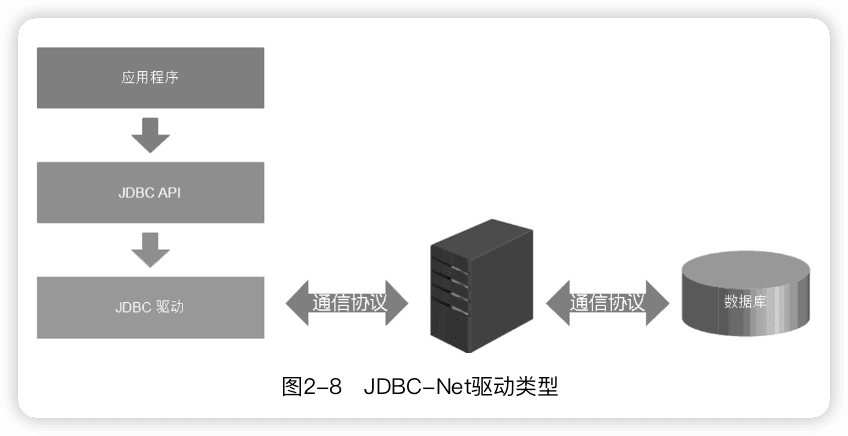 应用程序
JDBC API
JDBC 驱动
通信协议
通信协议
数据库
图2-8 JDBC-Net驱动类型